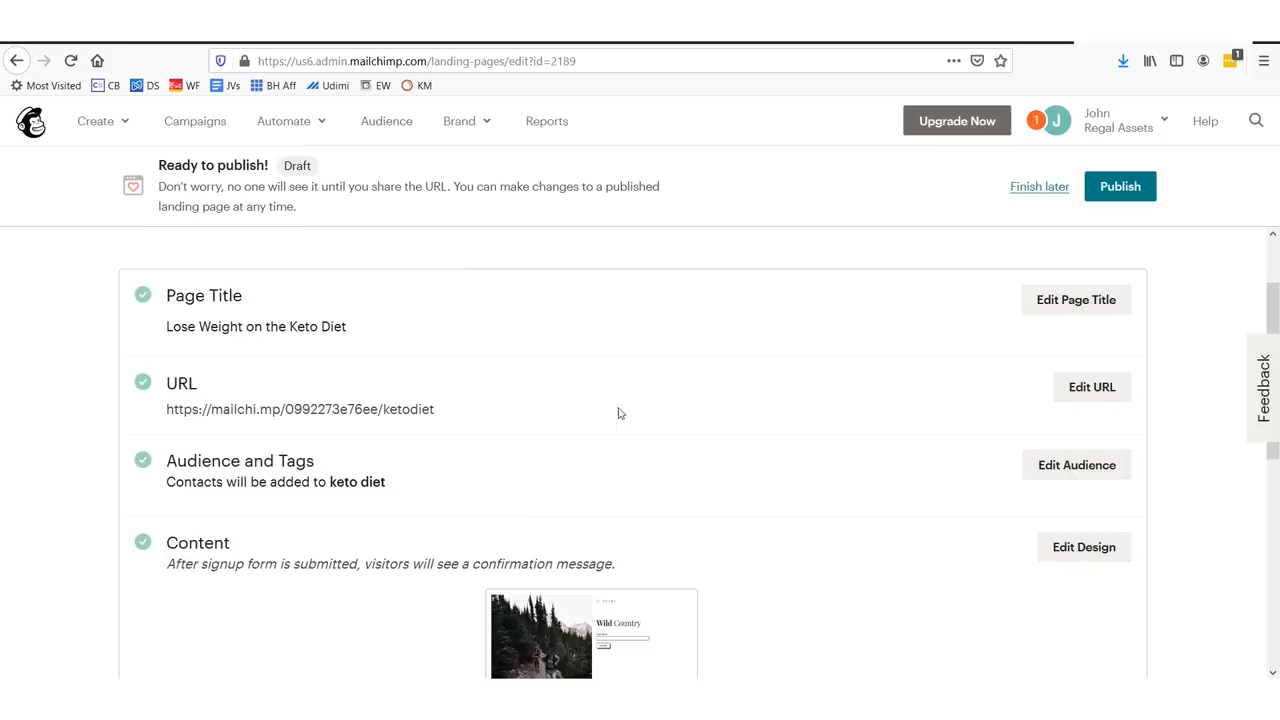 https://us6.admin.mailchimp.com/landing-pages/edit?id=2189
1
Most Visited CB DS WF JVs BH Aff Udimi EW KM
Create Campaigns Automate Audience Brand Reports Upgrade Now 1 J John
Regal Assets Help
Ready to publish! Draft
Don't worry, no one will see it until you share the URL. You can make changes to a published
landing page at any time.
Finish later Publish
Page Title Edit Page Title
Lose Weight on the Keto Diet
URL Edit URL
https://mailchi.mp/0992273e76ee/ketodiet
Audience and Tags Edit Audience
Contacts will be added to keto diet
Content Edit Design
After signup form is submitted, visitors will see a confirmation message.
Wild Country
Feedback